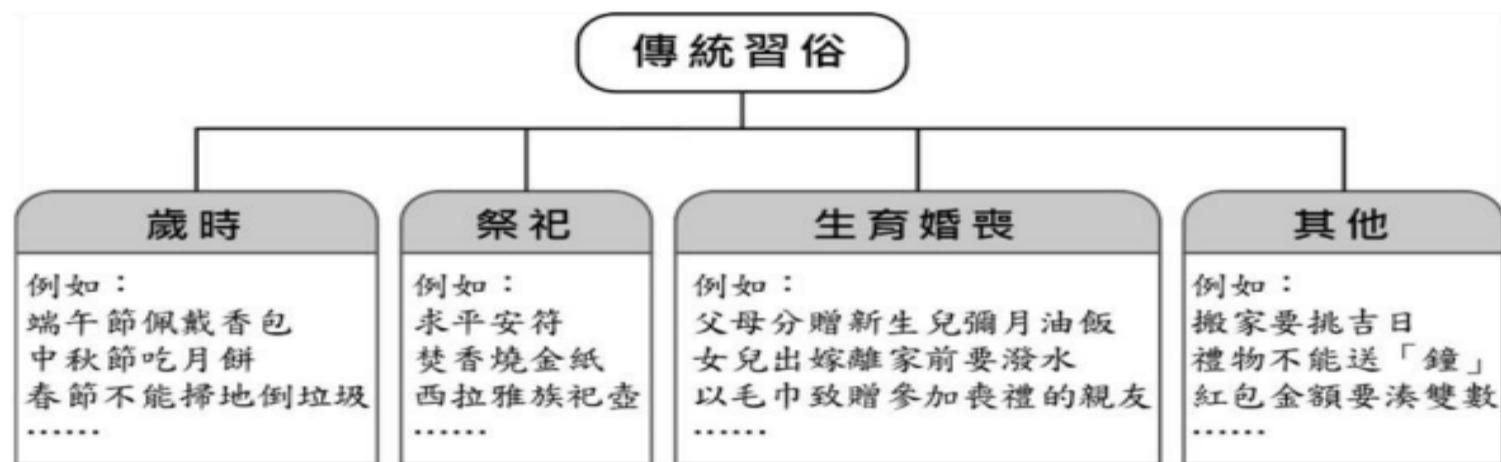 傳統習俗
歲時
例如：
端午節佩戴香包
中秋節吃月餅
春節不能掃地倒垃圾
……
祭祀
例如：
求平安符
焚香燒金紙
西拉雅族祀壺
……
生育婚喪
例如：
父母分贈新生兒彌月油飯
女兒出嫁離家前要潑水
以毛巾致贈參加喪禮的親友
……
其他
例如：
搬家要挑吉日
禮物不能送「鐘」
紅包金額要湊雙數
……